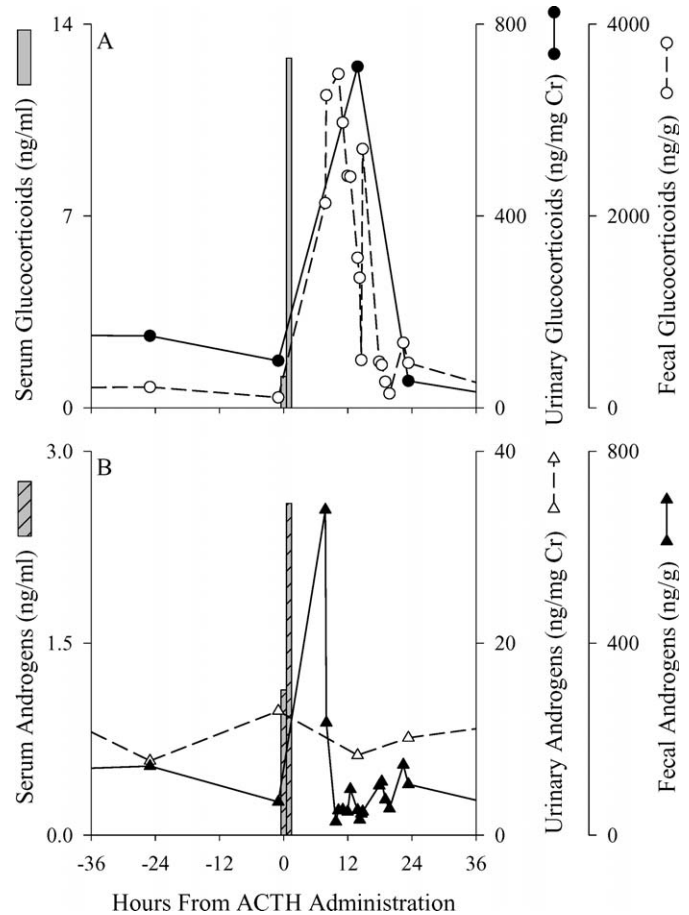 A
Serum Glucocorticoids (ng/ml)
14
7
0
800
400
0
Urinary Glucocorticoids (ng/mg Cr)
4000
2000
0
Fecal Glucocorticoids (ng/g)
B
Serum Androgens (ng/ml)
3.0
1.5
0.0
40
20
0
Urinary Androgens (ng/mg Cr)
800
400
0
Fecal Androgens (ng/g)
-36 -24 -12 0 12 24 36
Hours From ACTH Administration